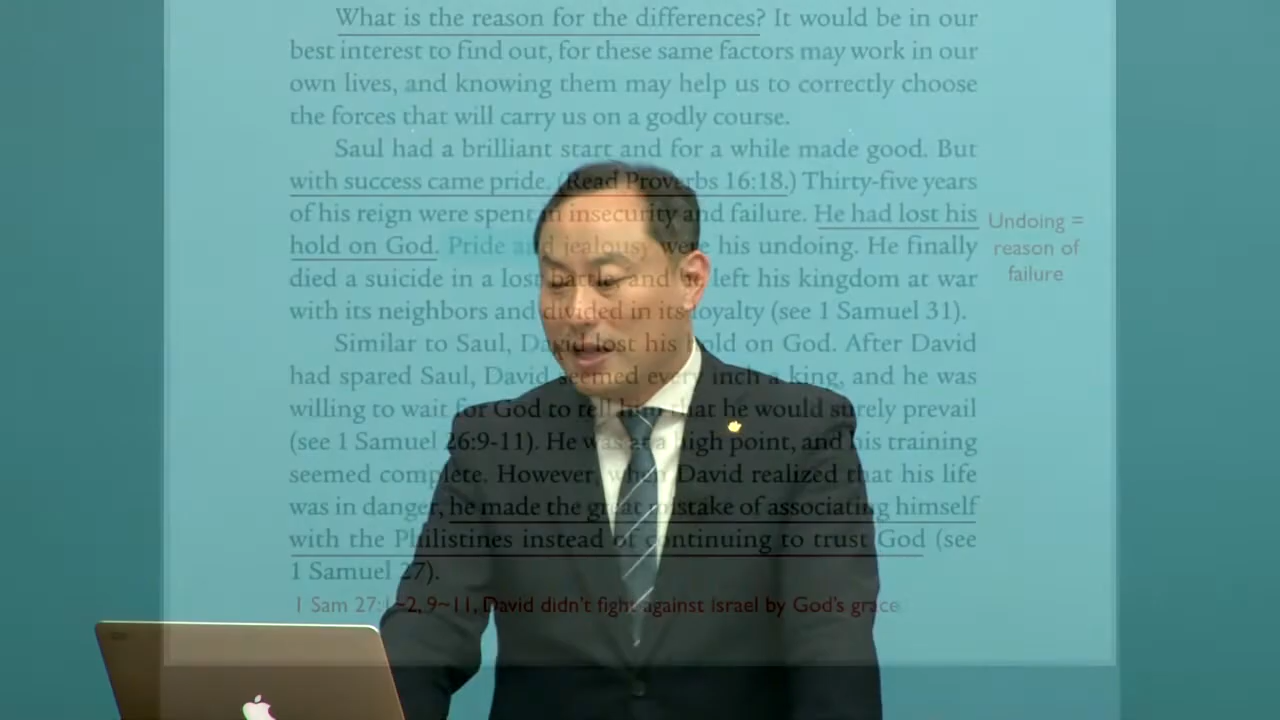 What is the reason for the differences? It would be in our
best interest to find out, for these same factors may work in our
own lives, and knowing them may help us to correctly choose
the forces that will carry us on a godly course.
Saul had a brilliant start and for a while made good. But
with success came pride. (Read Proverbs 16:18.) Thirty-five years
of his reign were spent in insecurity and failure. He had lost his
hold on God. Pride and jealousy were his undoing. He finally
died a suicide in a lost battle and he left his kingdom at war
with its neighbors and divided in its loyalty (see 1 Samuel 31).
Undoing =
reason of
failure
Similar to Saul, David lost his hold on God. After David
had spared Saul, David seemed every inch a king, and he was
willing to wait for God to tell him that he would surely prevail
(see 1 Samuel 26:9-11). He was at a high point, and his training
seemed complete. However, when David realized that his life
was in danger, he made the great mistake of associating himself
with the Philistines instead of continuing to trust God (see
1 Samuel 27).
1 Sam 27:1~2, 9~11, David didn't fight against israel by God's grace